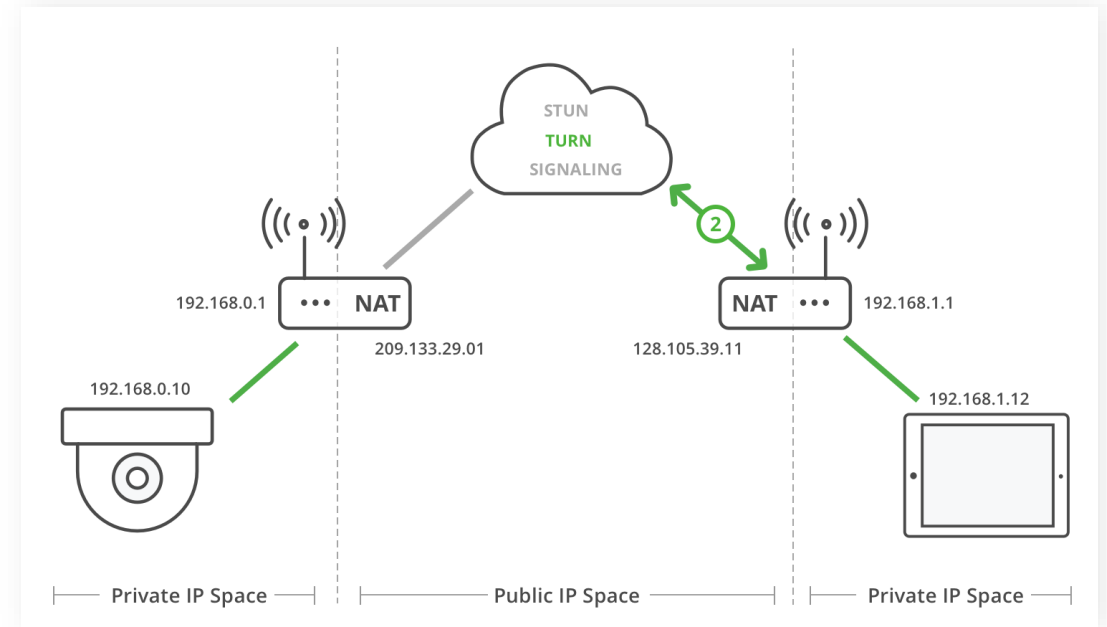 STUN
TURN
SIGNALING
2
192.168.0.1
NAT
NAT
192.168.1.1
209.133.29.01
128.105.39.11
192.168.0.10
192.168.1.12
Private IP Space
Public IP Space
Private IP Space